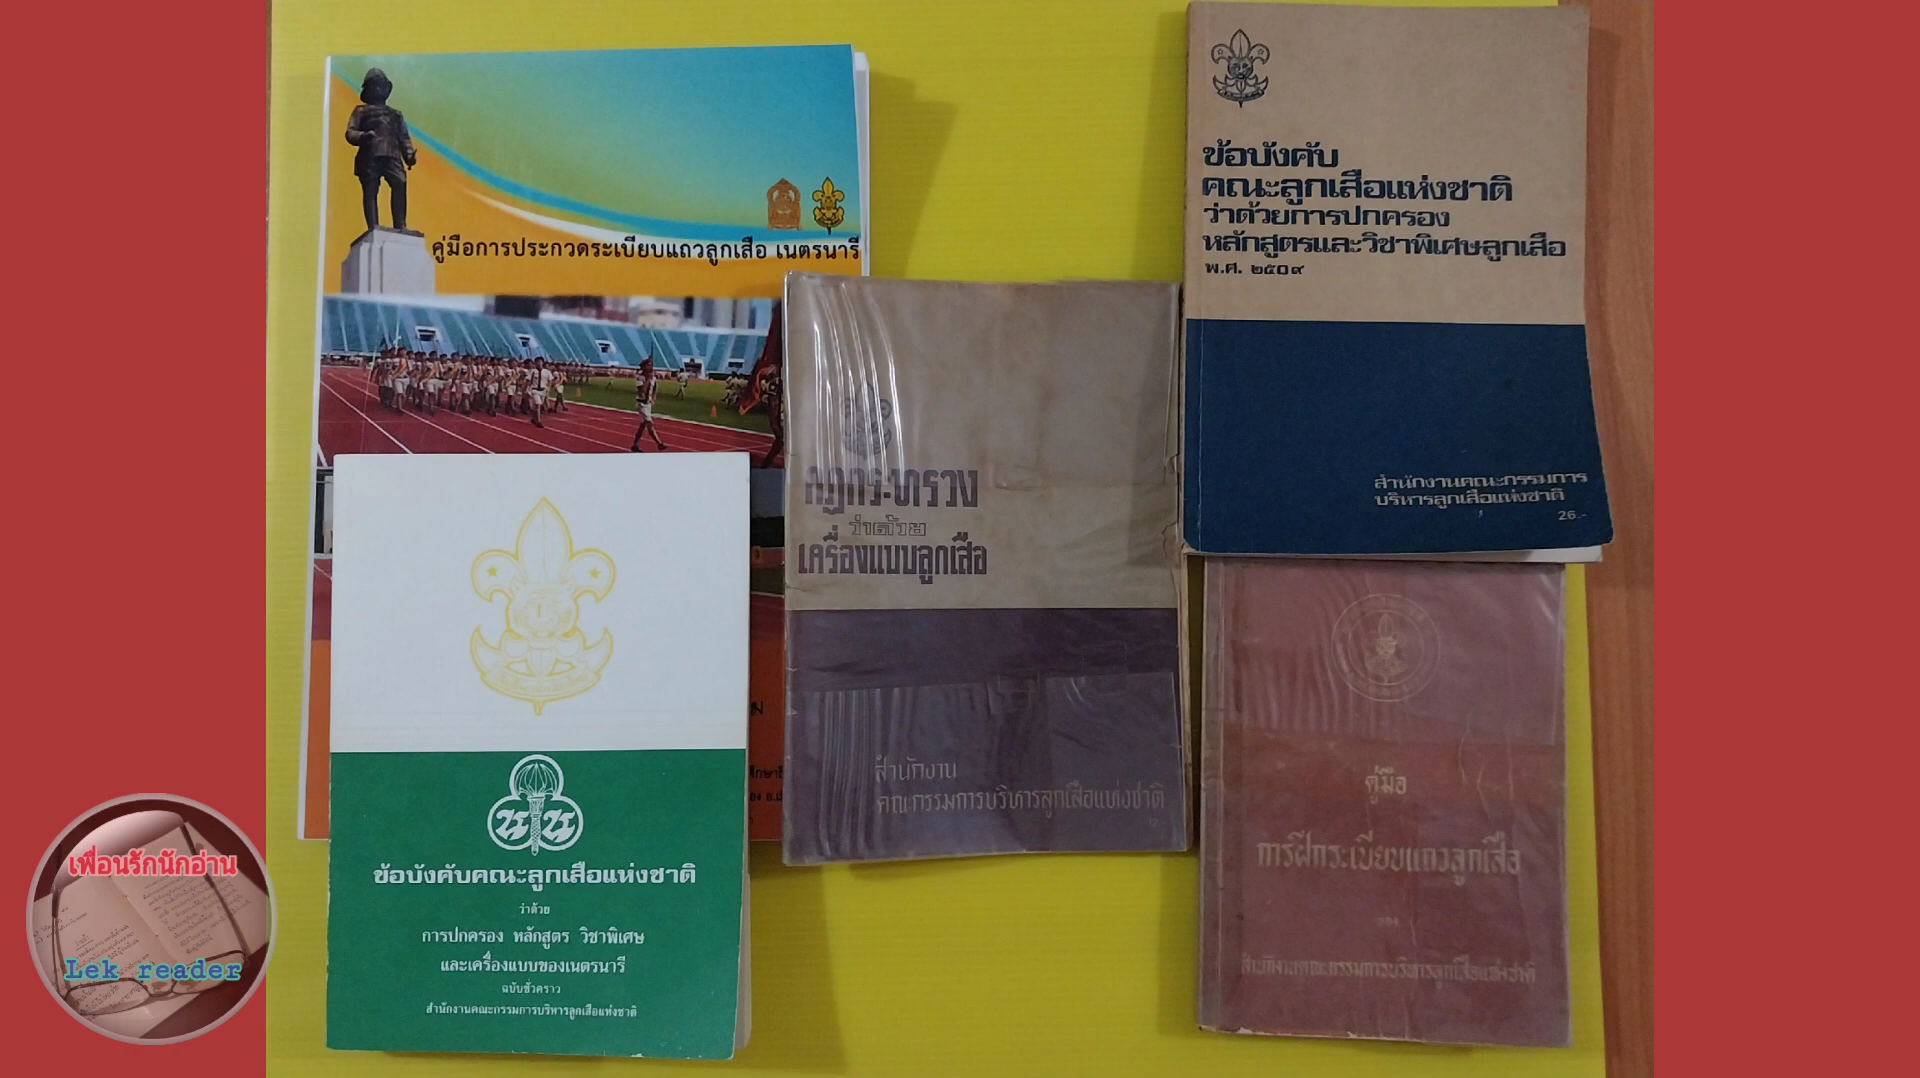 คู่มือการประกวดระเบียบแถวลูกเสือ เนตรนารี
ข้อบังคับ
คณะลูกเสือแห่งชาติ
ว่าด้วยการปกครอง
หลักสูตรและวิชาพิเศษลูกเสือ
พ.ศ. ๒๕๐๙
สำนักงานคณะกรรมการ
บริหารลูกเสือแห่งชาติ
26.-
กฎกระทรวง
ว่าด้วย
เครื่องแบบลูกเสือ
สำนักงาน
คณะกรรมการบริหารลูกเสือแห่งชาติ
น น
ข้อบังคับคณะลูกเสือแห่งชาติ
ว่าด้วย
การปกครอง หลักสูตร วิชาพิเศษ
และเครื่องแบบของเนตรนารี
ฉบับชั่วคราว
สำนักงานคณะกรรมการบริหารลูกเสือแห่งชาติ
คู่มือ
การฝึกระเบียบแถวลูกเสือ
ของ
สำนักงานคณะกรรมการบริหารลูกเสือแห่งชาติ
เพื่อนรักนักอ่าน
Lek reader